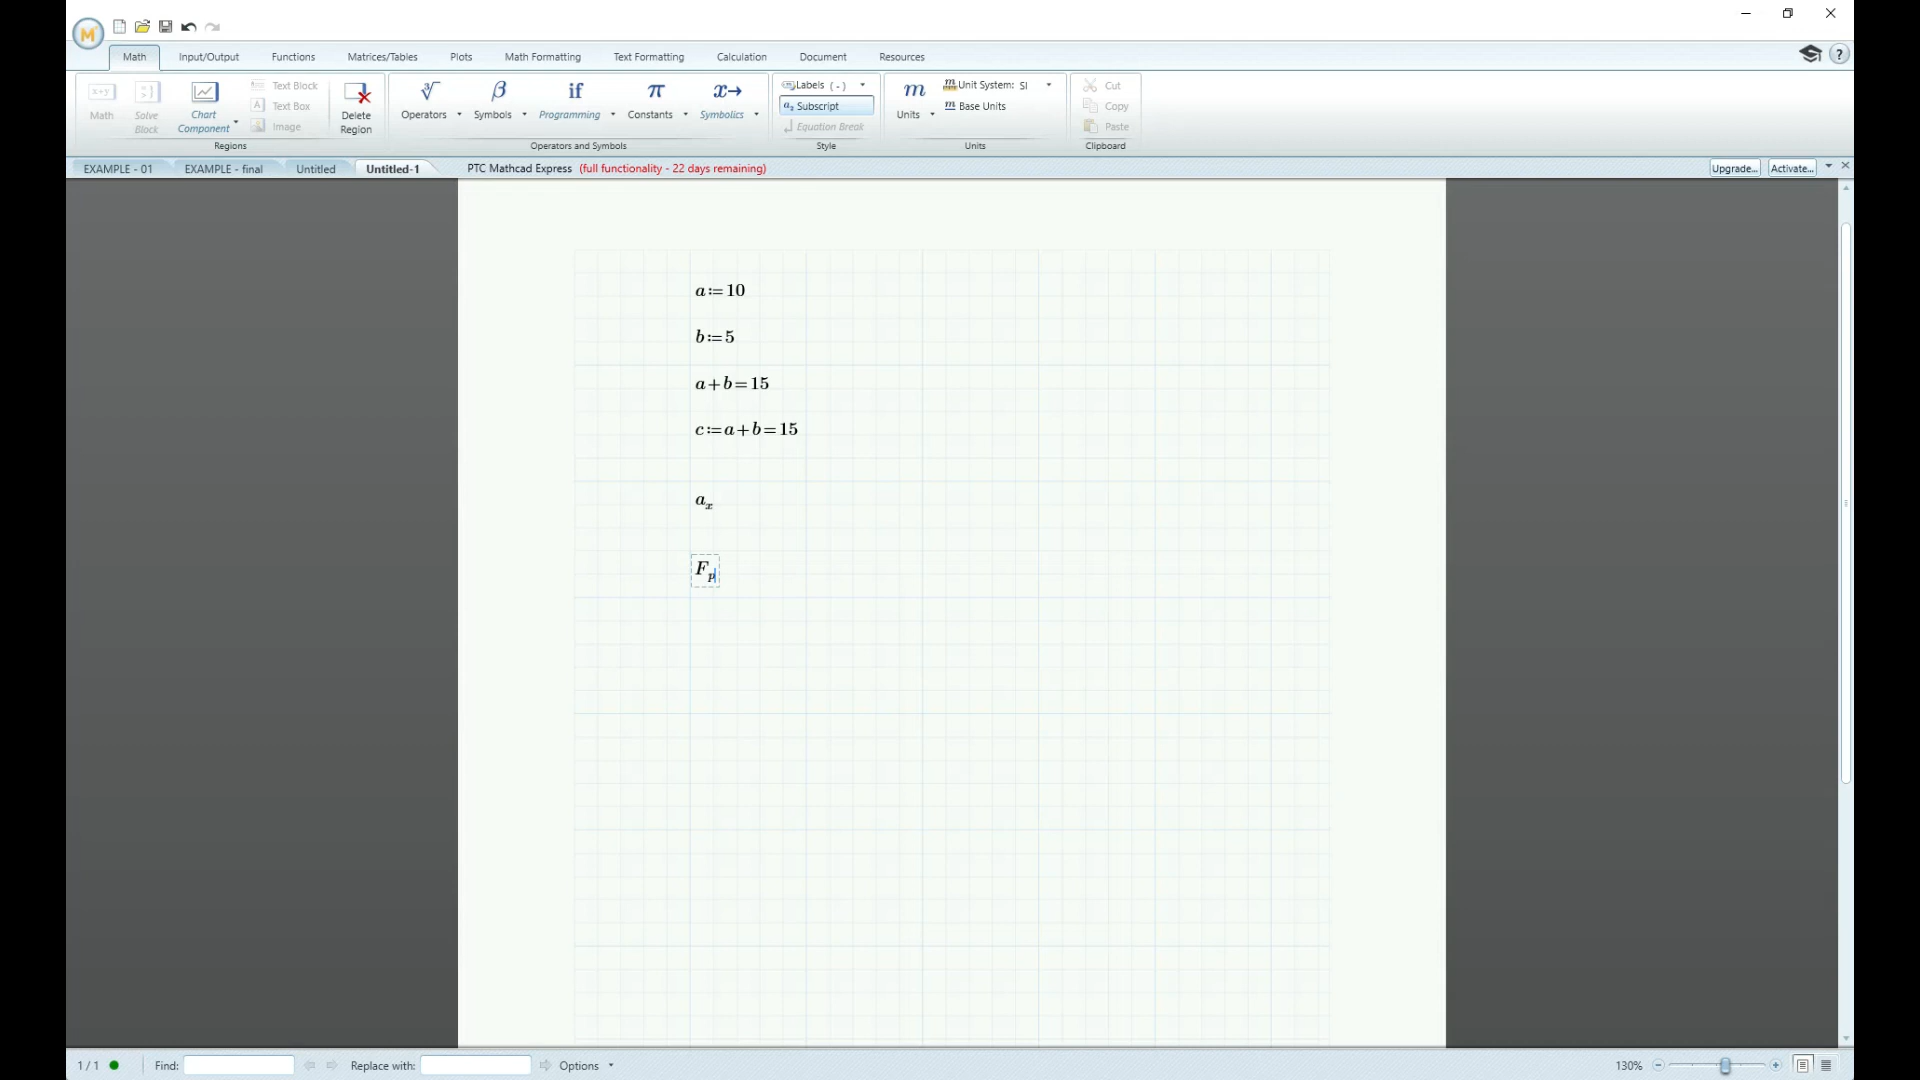 M
?
Math Input/Output Functions Matrices/Tables Plots Math Formatting Text Formatting Calculation Document Resources
Math
Solve
Block
Chart
Component
Text Block
Text Box
Image
Delete
Region
Regions
Operators
Symbols
if
Programming
Constants
Symbolics
Operators and Symbols
β
π
x→
Labels (-)
a₂ Subscript
Equation Break
Style
m
Units
m Unit System: SI
m Base Units
Units
Cut
Copy
Paste
Clipboard
EXAMPLE - 01 EXAMPLE - final Untitled Untitled-1 PTC Mathcad Express (full functionality - 22 days remaining) Upgrade... Activate...
a:=10
b:=5
a+b=15
c:=a+b=15
aₓ
Fₚ
1 / 1 Find: Replace with: Options 130%